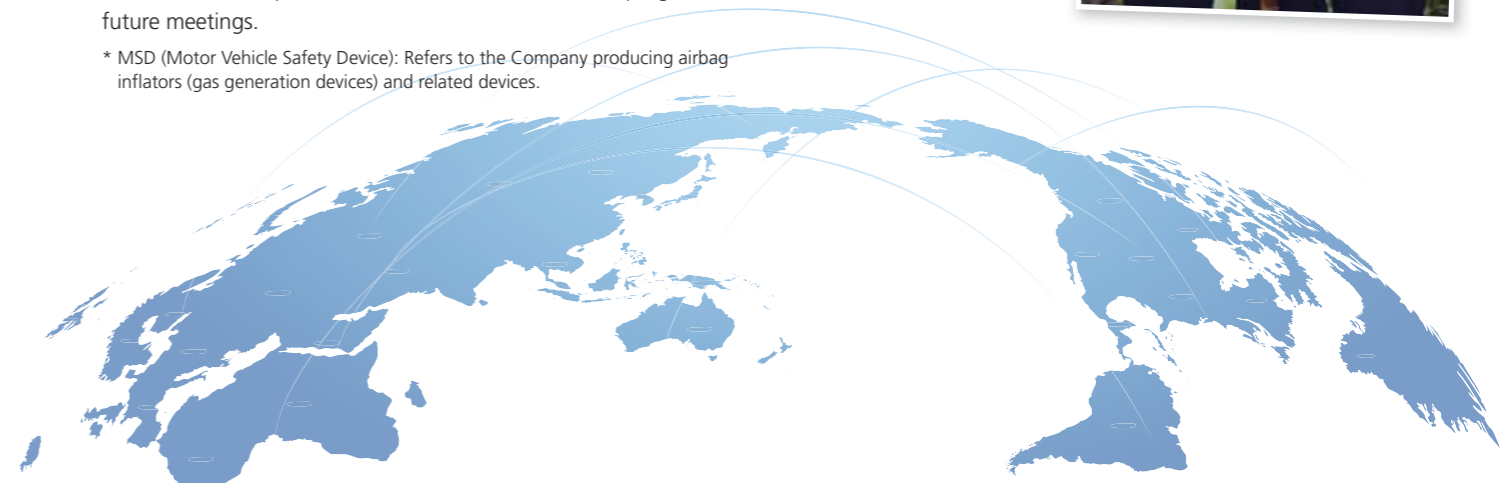 future meetings.
* MSD (Motor Vehicle Safety Device): Refers to the Company producing airbag
inflators (gas generation devices) and related devices.